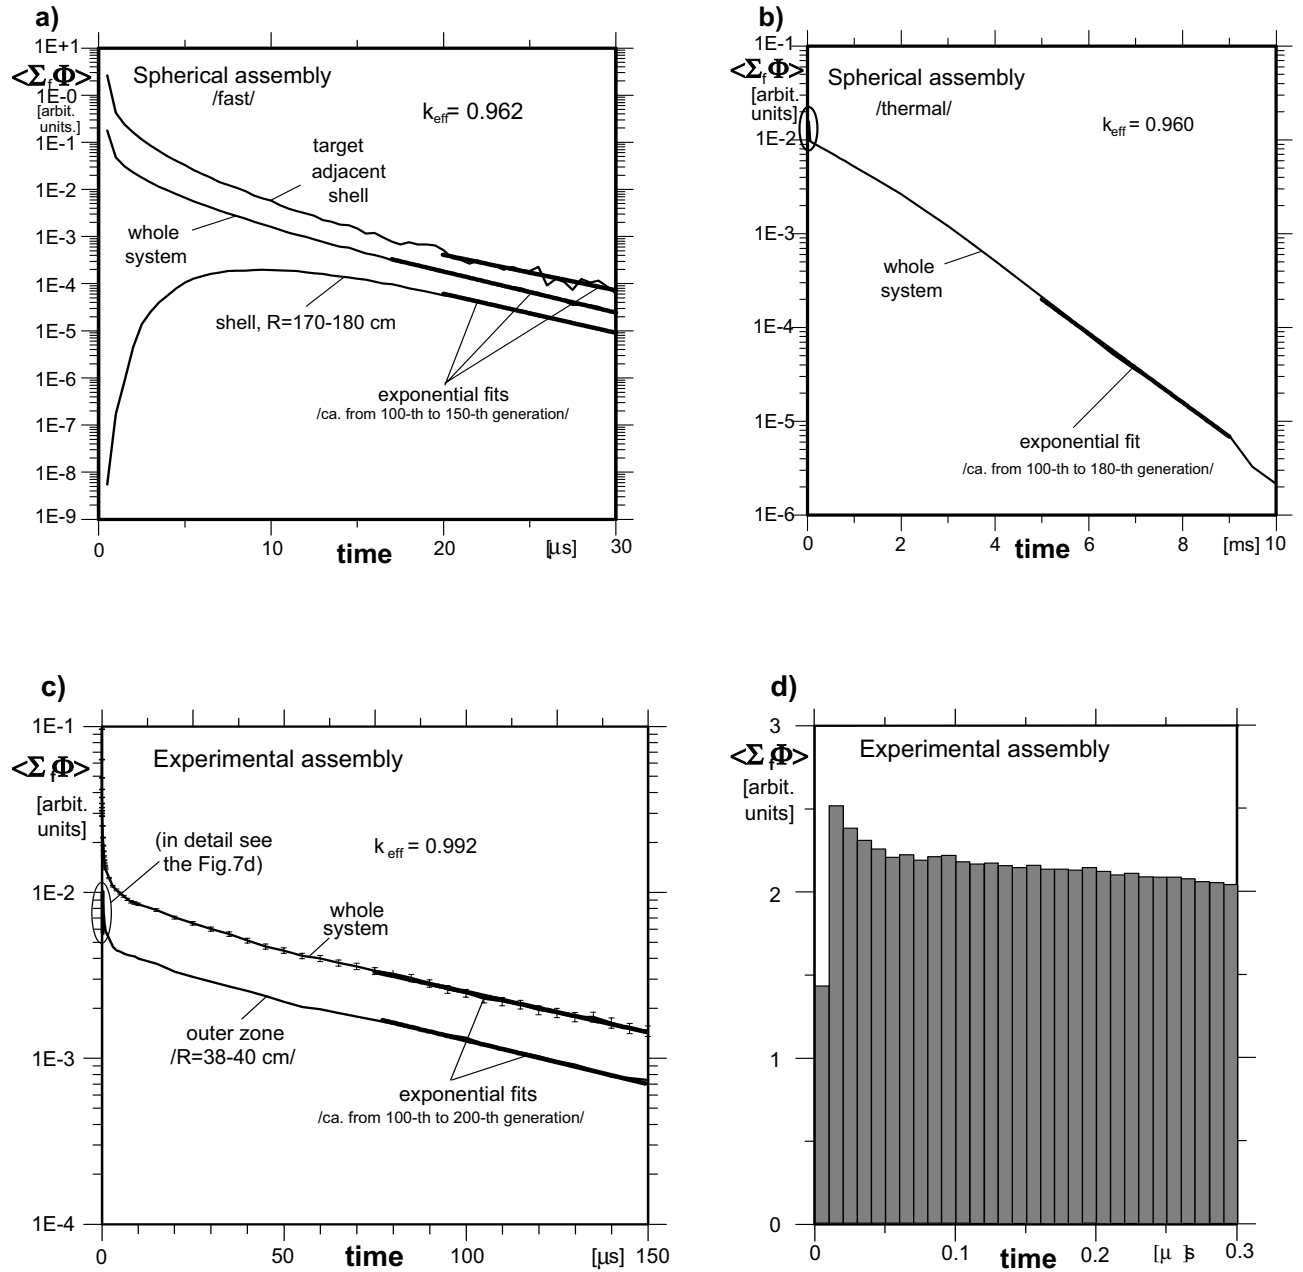 a)
1E+1
<ΣfΦ>
1E-0
[arbit.
units.]
1E-1
1E-2
1E-3
1E-4
1E-5
1E-6
1E-7
1E-8
1E-9
Spherical assembly
/fast/
keff= 0.962
target
adjacent
shell
whole
system
shell, R=170-180 cm
exponential fits
/ca. from 100-th to 150-th generation/
0
10
time
20
[μs]
30
b)
1E-1
<Σf Φ>
[arbit.
units]
1E-2
1E-3
1E-4
1E-5
1E-6
Spherical assembly
/thermal/
keff = 0.960
whole
system
exponential fit
/ca. from 100-th to 180-th generation/
0
2
4
time
6
8
[ms]
10
c)
1E-1
<ΣfΦ>
[arbit.
units]
1E-2
1E-3
1E-4
Experimental assembly
(in detail see
the Fig.7d)
k eff = 0.992
whole
system
outer zone
/R=38-40 cm/
exponential fits
/ca. from 100-th to 200-th generation/
0
50
time
100
[μs]
150
d)
3
<ΣfΦ>
[arbit.
units]
2
1
0
Experimental assembly
0
0.1
time
0.2
[μ ]s
0.3